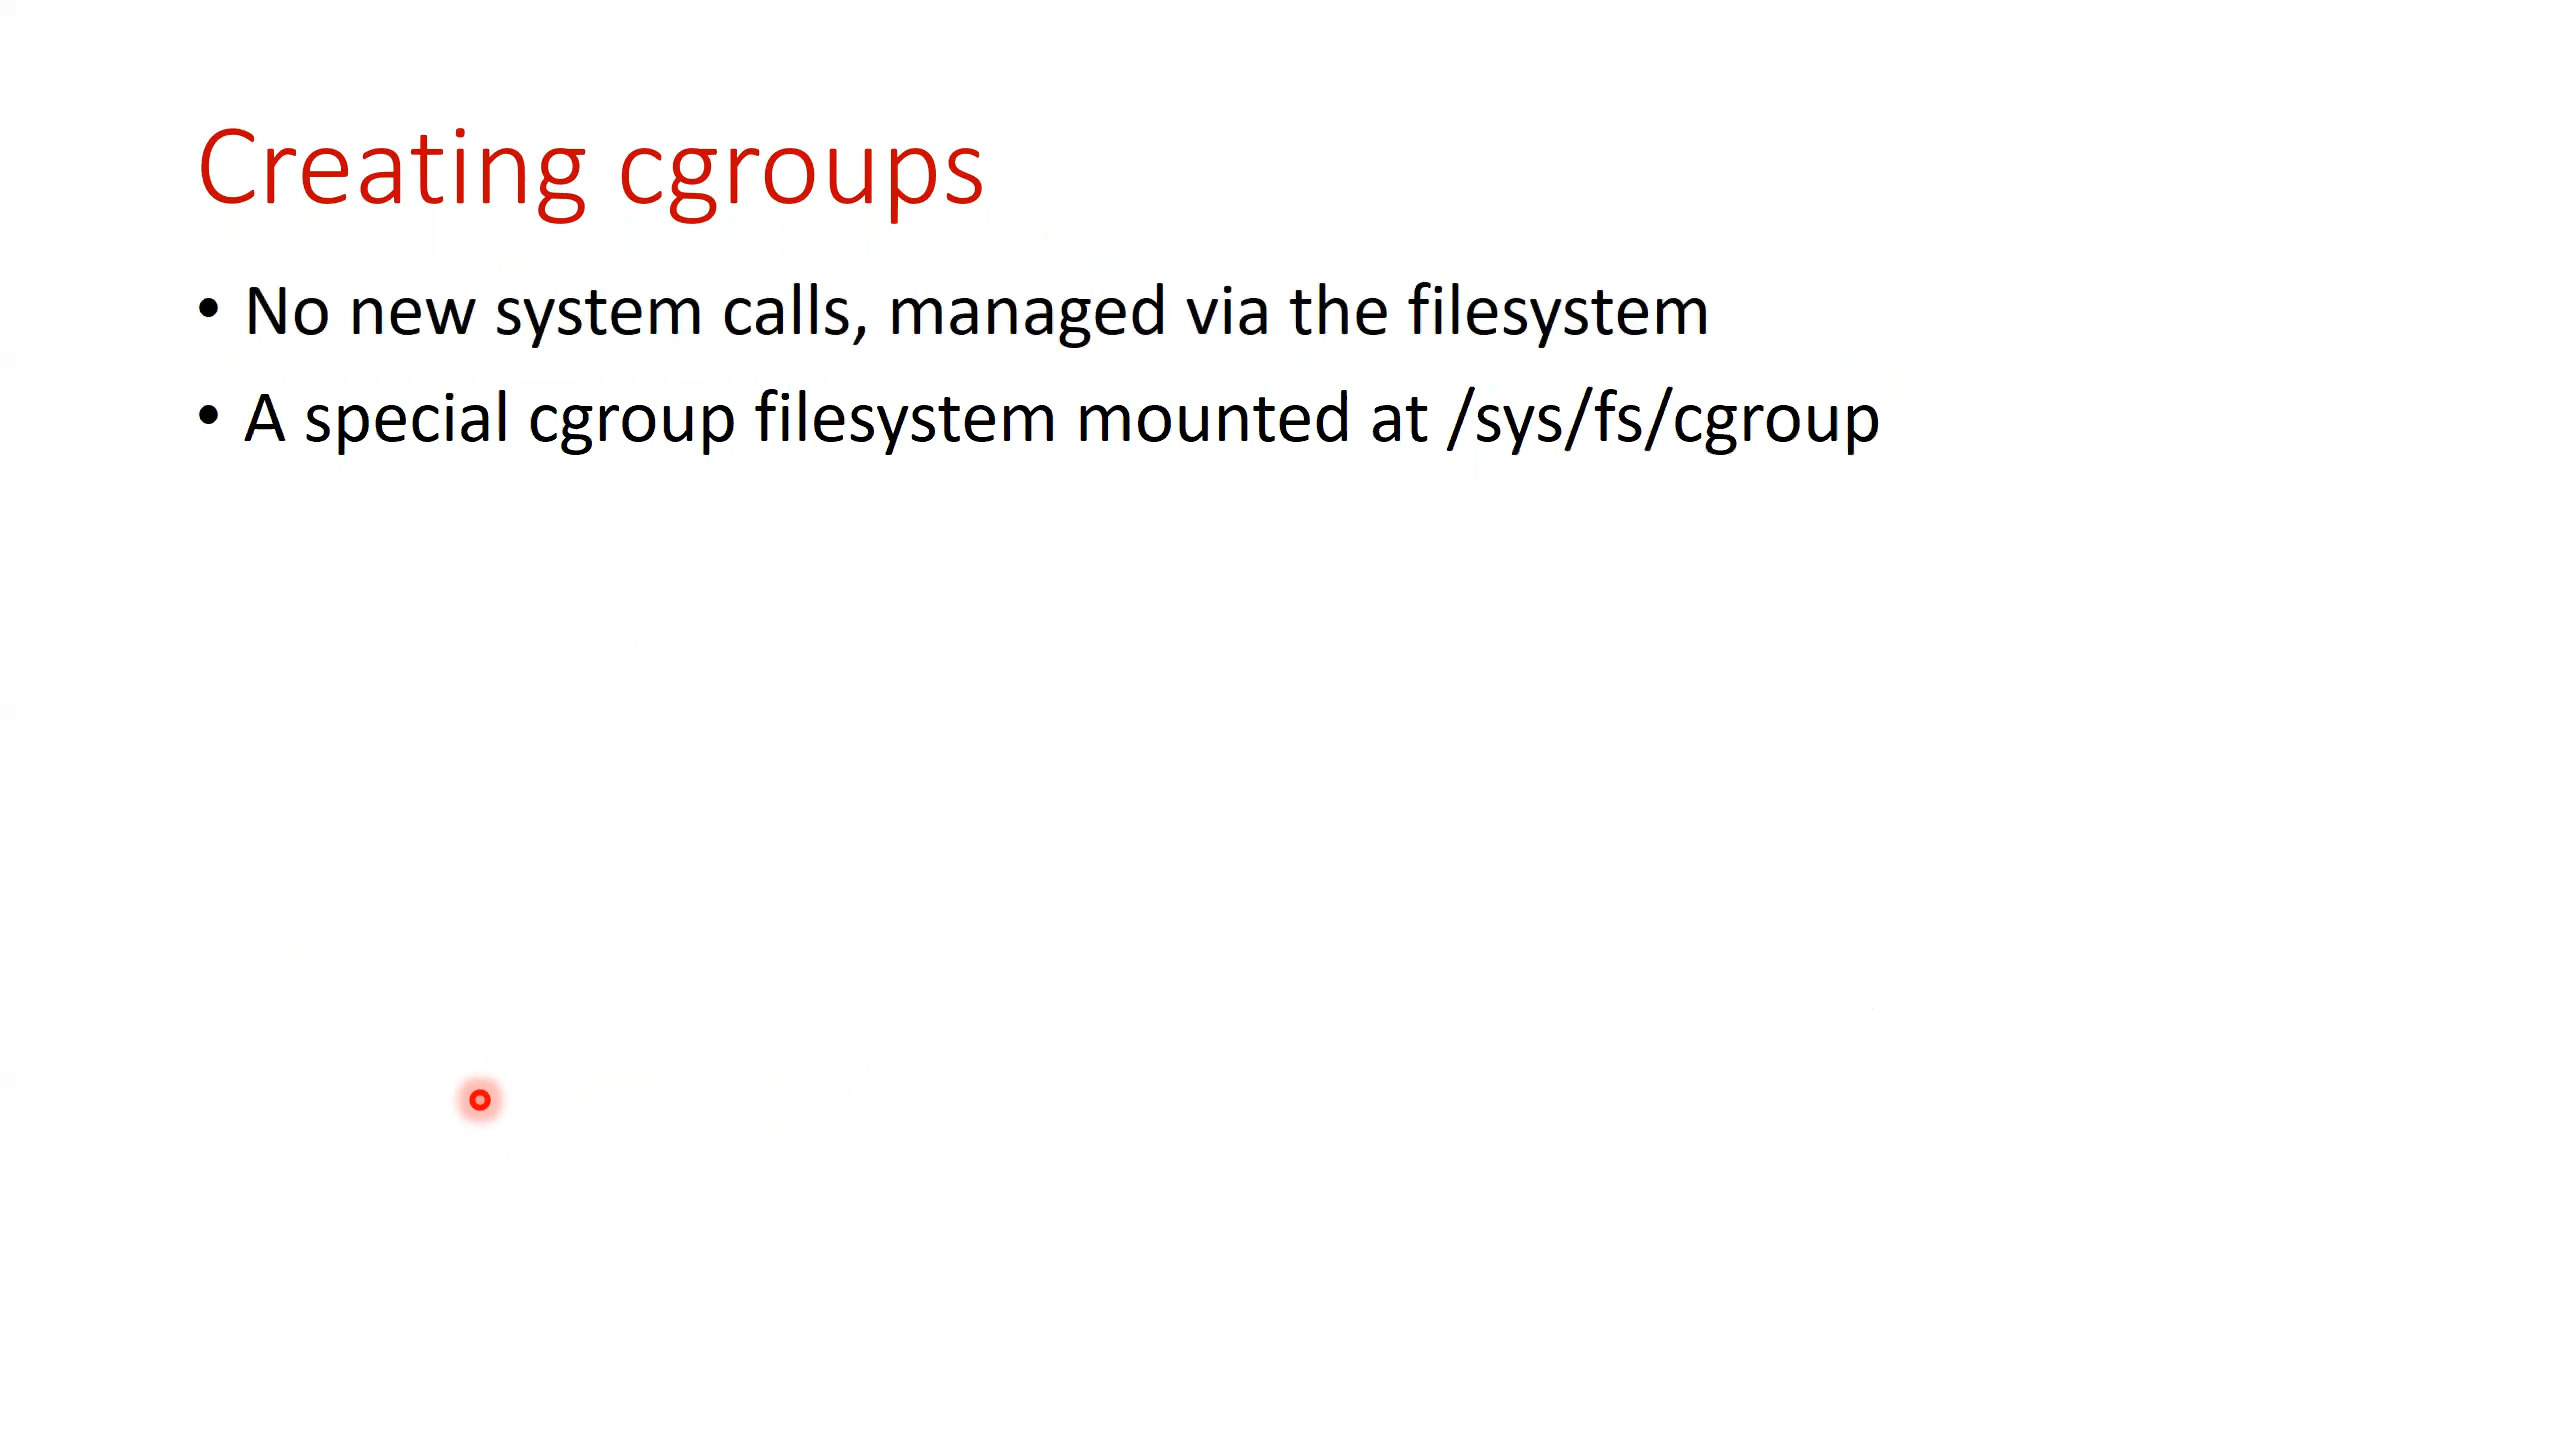 Creating cgroups
• No new system calls, managed via the filesystem
• A special cgroup filesystem mounted at /sys/fs/cgroup